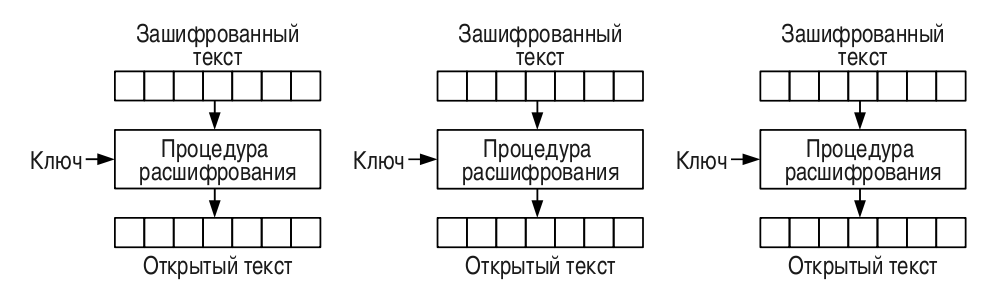 Зашифрованный
текст
Ключ
Процедура
расшифрования
Открытый текст
Зашифрованный
текст
Ключ
Процедура
расшифрования
Открытый текст
Зашифрованный
текст
Ключ
Процедура
расшифрования
Открытый текст